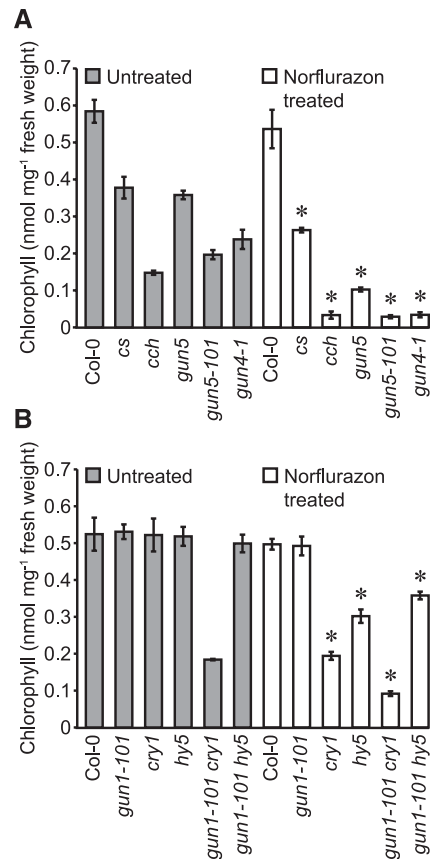 A
Chlorophyll (nmol mg⁻¹ fresh weight)
0.7
0.6
0.5
0.4
0.3
0.2
0.1
0
Untreated
Norflurazon
treated
*
*
*
*
*
Col-0
cs
cch
gun5
gun5-101
gun4-1
Col-0
cs
cch
gun5
gun5-101
gun4-1
B
Chlorophyll (nmol mg⁻¹ fresh weight)
0.7
0.6
0.5
0.4
0.3
0.2
0.1
0
Untreated
Norflurazon
treated
*
*
*
*
Col-0
gun1-101
cry1
hy5
gun1-101 cry1
gun1-101 hy5
Col-0
gun1-101
cry1
hy5
gun1-101 cry1
gun1-101 hy5